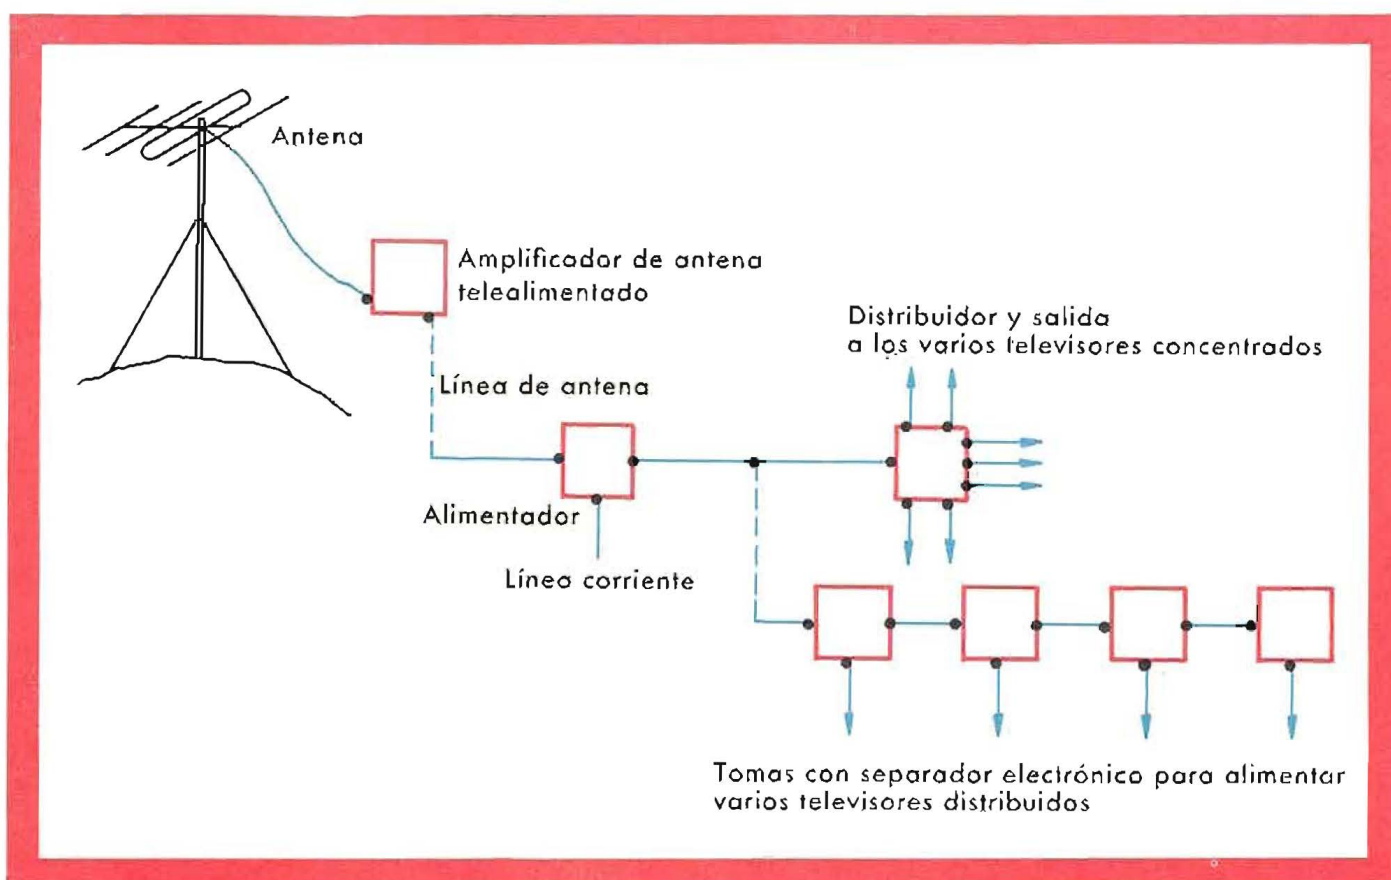 Antena
Amplificador de antena
telealimentado
Distribuidor y salida
a los varios televisores concentrados
Línea de antena
Alimentador
Línea corriente
Tomas con separador electrónico para alimentar
varios televisores distribuidos